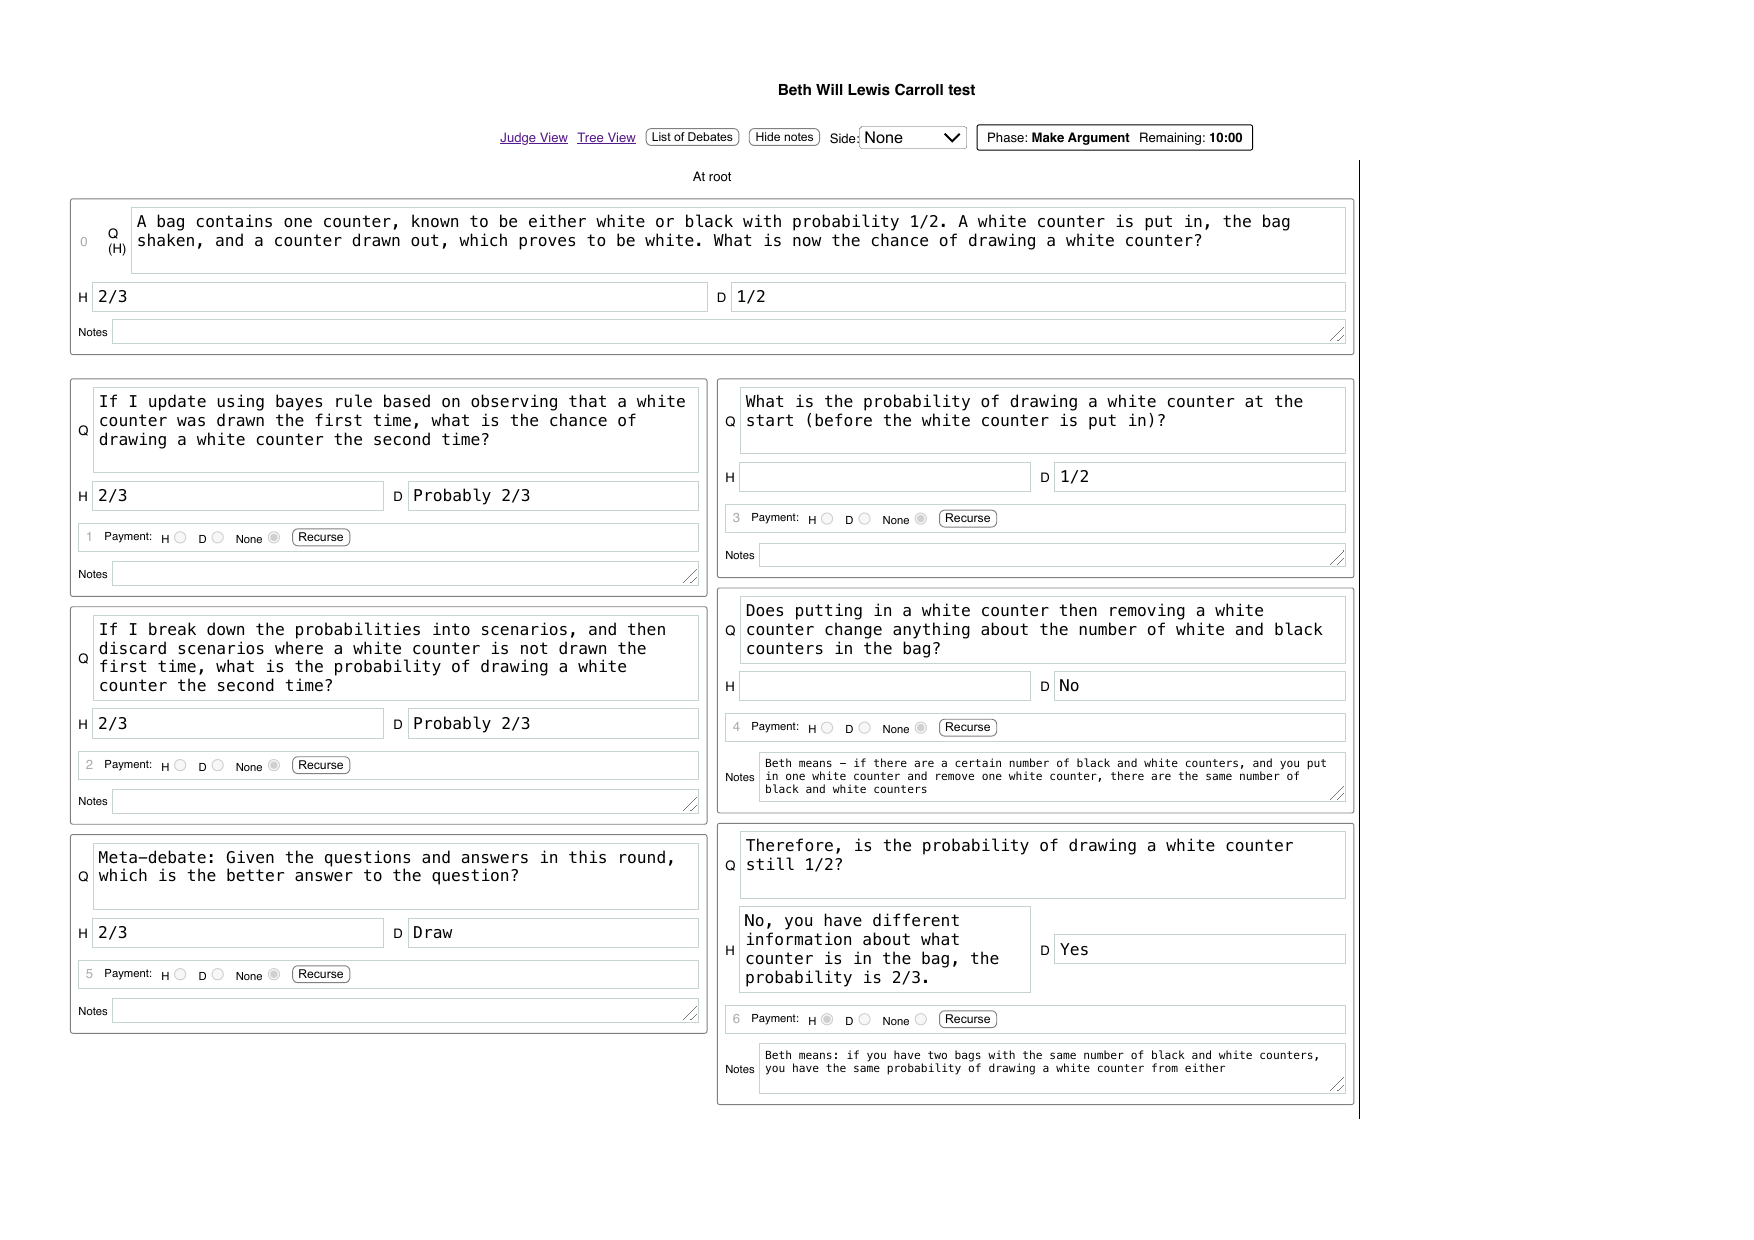 Beth Will Lewis Carroll test
Judge View Tree View List of Debates Hide notes Side: None Phase: Make Argument Remaining: 10:00
At root
0 Q (H)
A bag contains one counter, known to be either white or black with probability 1/2. A white counter is put in, the bag
shaken, and a counter drawn out, which proves to be white. What is now the chance of drawing a white counter?
H 2/3 D 1/2
Notes
Q
If I update using bayes rule based on observing that a white
counter was drawn the first time, what is the chance of
drawing a white counter the second time?
H 2/3 D Probably 2/3
1 Payment: H D None Recurse
Notes
Q
If I break down the probabilities into scenarios, and then
discard scenarios where a white counter is not drawn the
first time, what is the probability of drawing a white
counter the second time?
H 2/3 D Probably 2/3
2 Payment: H D None Recurse
Notes
Q
Meta-debate: Given the questions and answers in this round,
which is the better answer to the question?
H 2/3 D Draw
5 Payment: H D None Recurse
Notes
Q
What is the probability of drawing a white counter at the
start (before the white counter is put in)?
H D 1/2
3 Payment: H D None Recurse
Notes
Q
Does putting in a white counter then removing a white
counter change anything about the number of white and black
counters in the bag?
H D No
4 Payment: H D None Recurse
Notes
Beth means – if there are a certain number of black and white counters, and you put
in one white counter and remove one white counter, there are the same number of
black and white counters
Q
Therefore, is the probability of drawing a white counter
still 1/2?
H
No, you have different
information about what
counter is in the bag, the
probability is 2/3.
D Yes
6 Payment: H D None Recurse
Notes
Beth means: if you have two bags with the same number of black and white counters,
you have the same probability of drawing a white counter from either